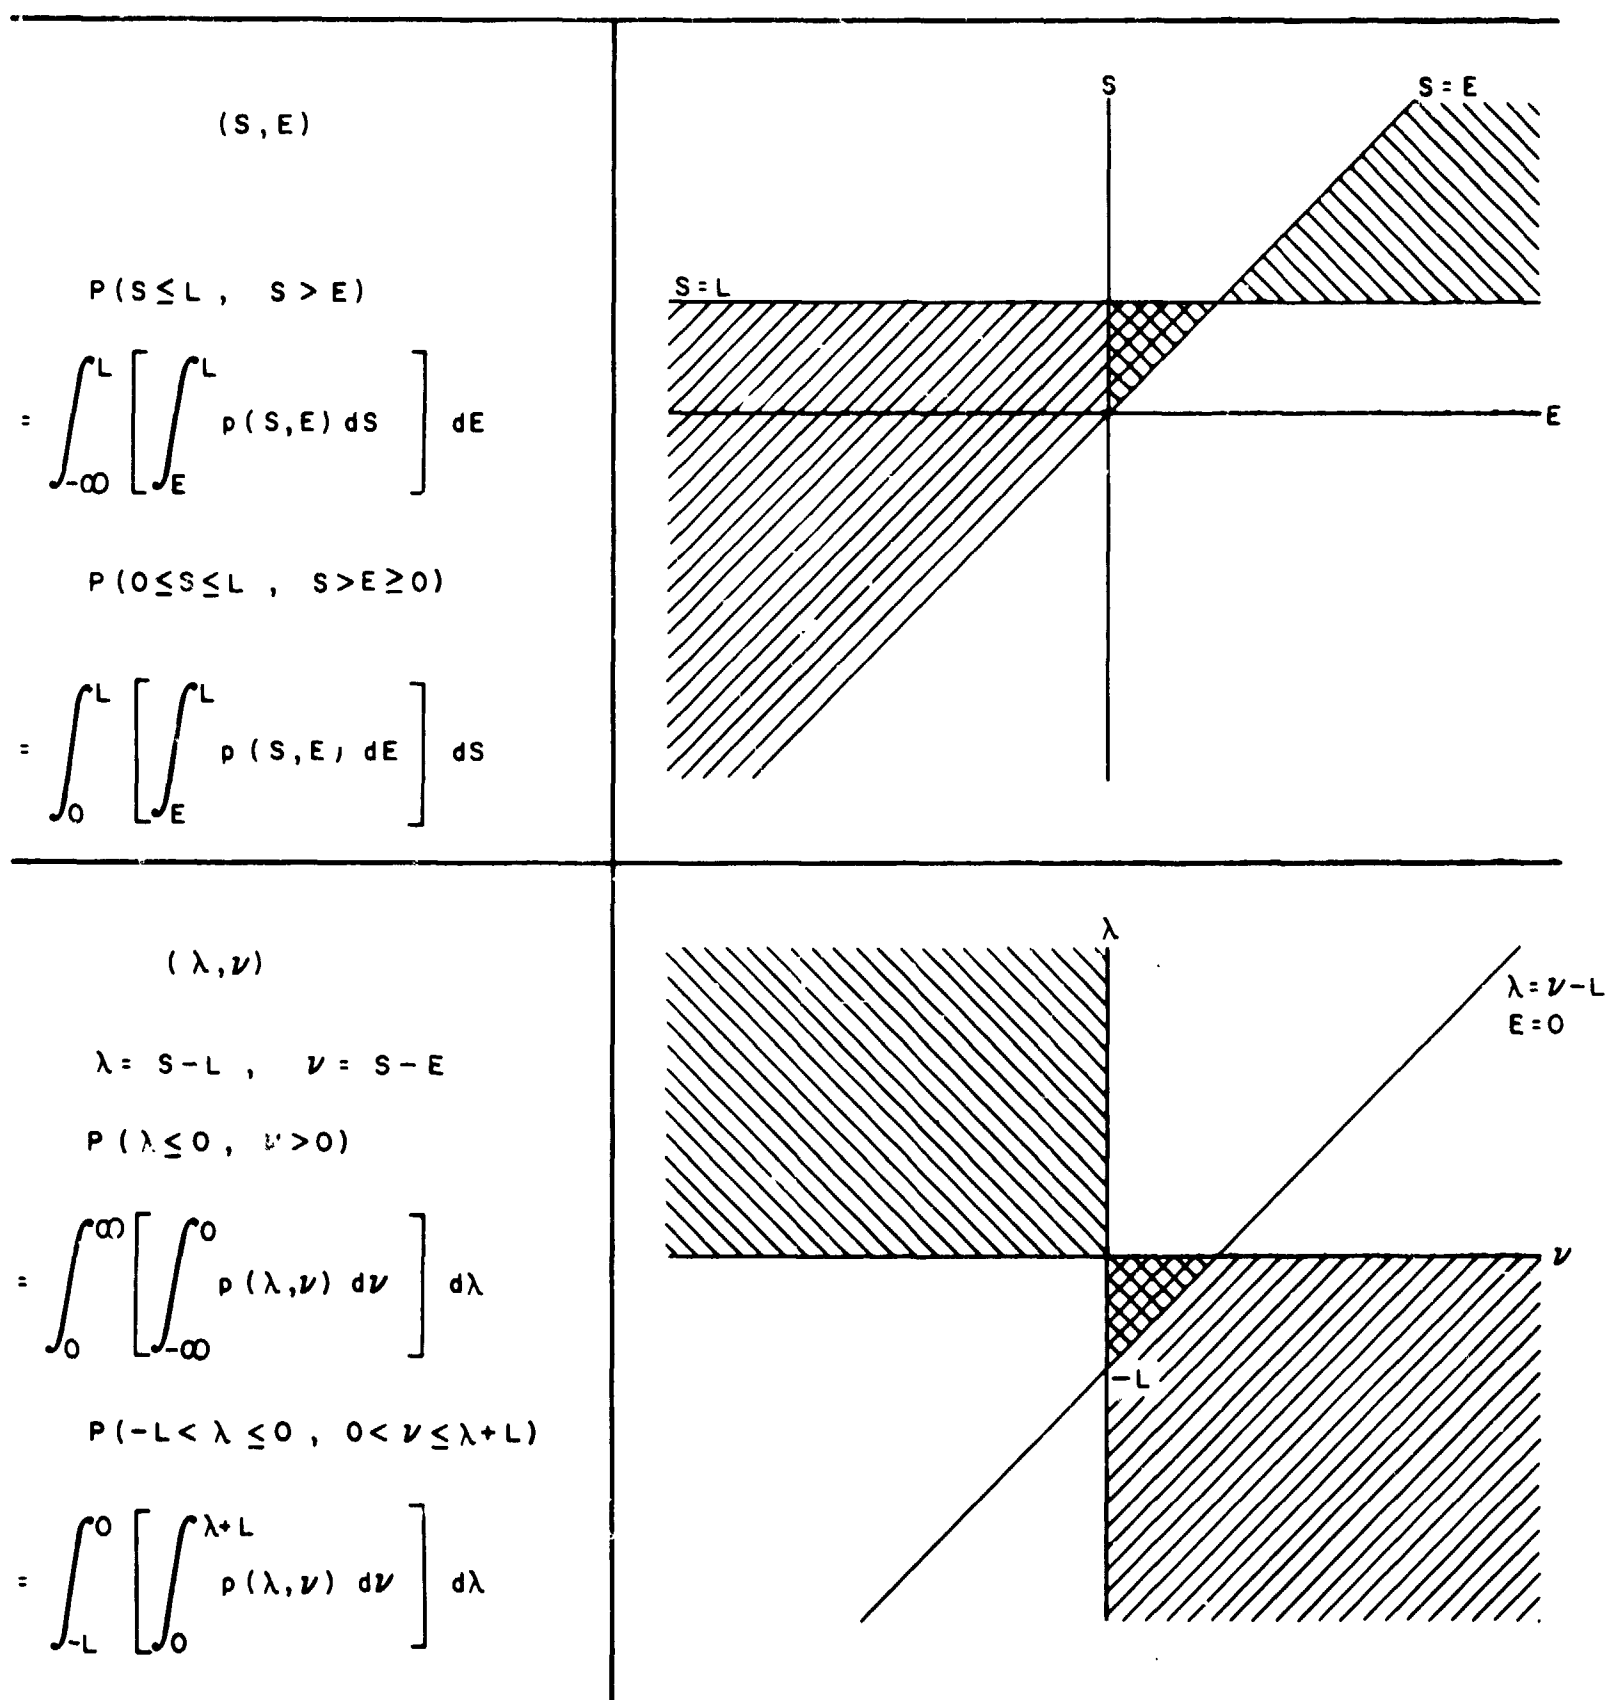 (S,E)
P(S≤L, S>E)
= ∫_{-∞}^{L} [ ∫_{E}^{L} p(S,E) dS ] dE
P(0≤S≤L, S>E≥0)
= ∫_{0}^{L} [ ∫_{E}^{L} p(S,E) dE ] dS
S
S=E
S=L
E
(λ,ν)
λ= S-L, ν= S-E
P(λ≤0, ν>0)
= ∫_{0}^{∞} [ ∫_{-∞}^{0} p(λ,ν) dν ] dλ
P(-L<λ≤0, 0<ν≤λ+L)
= ∫_{-L}^{0} [ ∫_{0}^{λ+L} p(λ,ν) dν ] dλ
λ
λ=ν-L
E=0
ν
-L